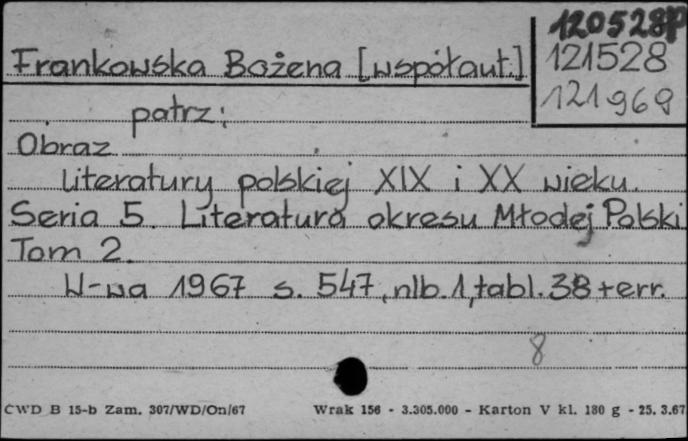 120528P
121528
121969
Frankowska Bożena [współaut.]
patrz:
Obraz
literatury polskiej XIX i XX wieku.
Seria 5. Literatura okresu Młodej Polski
Tom 2.
W-wa 1967 s. 547, nlb. 1, tabl. 38 + err.
8
CWD B 15-b Zam. 307/WD/On/67 Wrak 156 - 3.305.000 - Karton V kl. 180 g - 25. 3.67